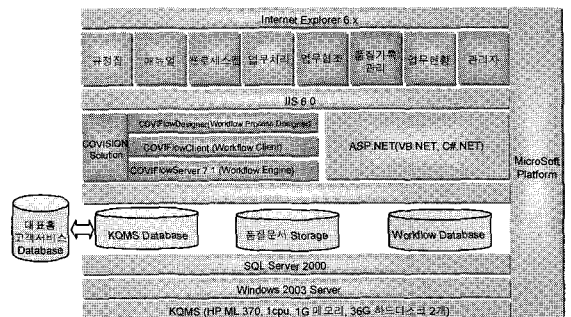 Internet Explorer 6.x
규정집
매뉴얼
프로세스맵
업무처리
업무협조
품질기록
관리
업무현황
관리자
IIS 6.0
COVISION
Solution
COVIFlowDesigner(Workflow Process Designer)
COVIFlowClient (Workflow Client)
COVIFlowServer 7.1 (Workflow Engine)
ASP.NET(VB.NET, C#.NET)
MicroSoft
Platform
대표홈
고객서비스
Database
KQMS Database
품질문서 Storage
Workflow Database
SQL Server 2000
Windows 2003 Server
KQMS (HP ML 370, 1cpu, 1G 메모리, 36G 하드디스크 2개)